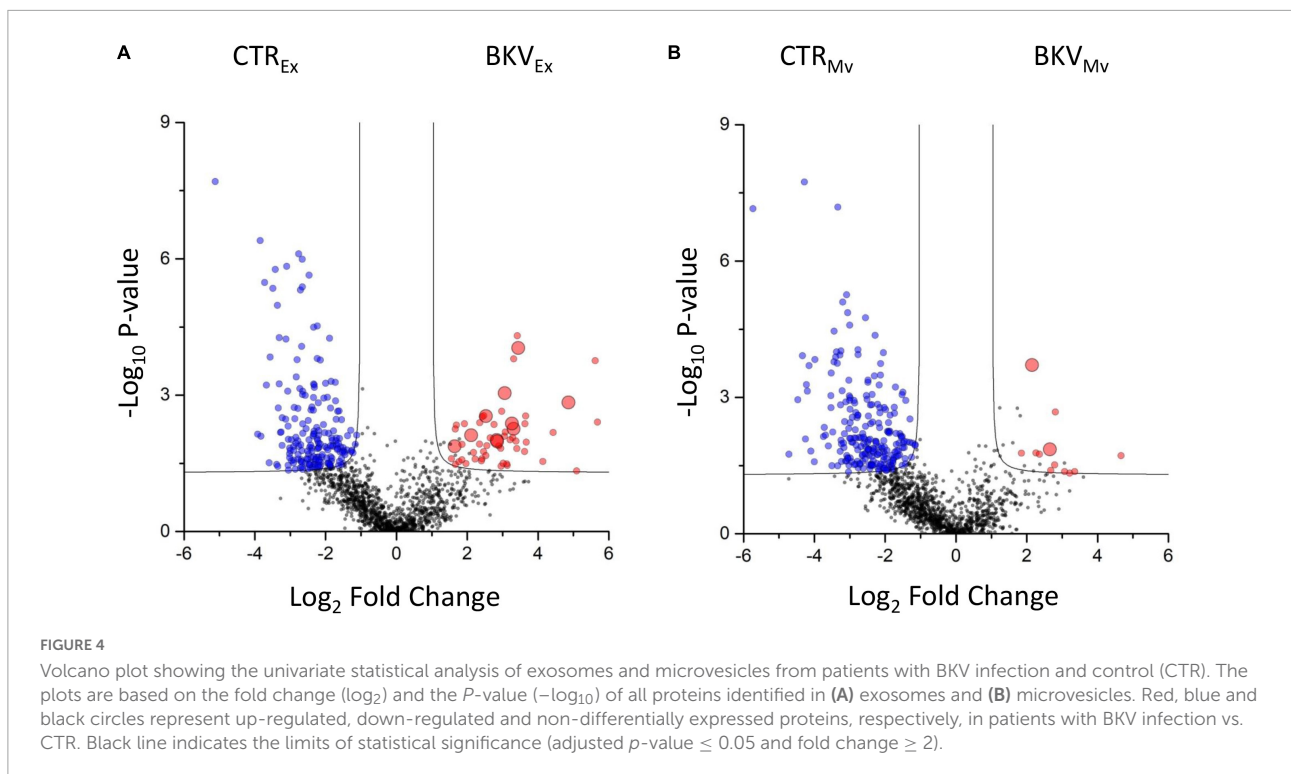 A
CTR_Ex
BKV_Ex
9
6
3
0
-Log10 P-value
-6
-4
-2
0
2
4
6
Log2 Fold Change
B
CTR_Mv
BKV_Mv
9
6
3
0
-Log10 P-value
-6
-4
-2
0
2
4
6
Log2 Fold Change
FIGURE 4
Volcano plot showing the univariate statistical analysis of exosomes and microvesicles from patients with BKV infection and control (CTR). The
plots are based on the fold change (log2) and the P-value (−log10) of all proteins identified in (A) exosomes and (B) microvesicles. Red, blue and
black circles represent up-regulated, down-regulated and non-differentially expressed proteins, respectively, in patients with BKV infection vs.
CTR. Black line indicates the limits of statistical significance (adjusted p-value ≤ 0.05 and fold change ≥ 2).